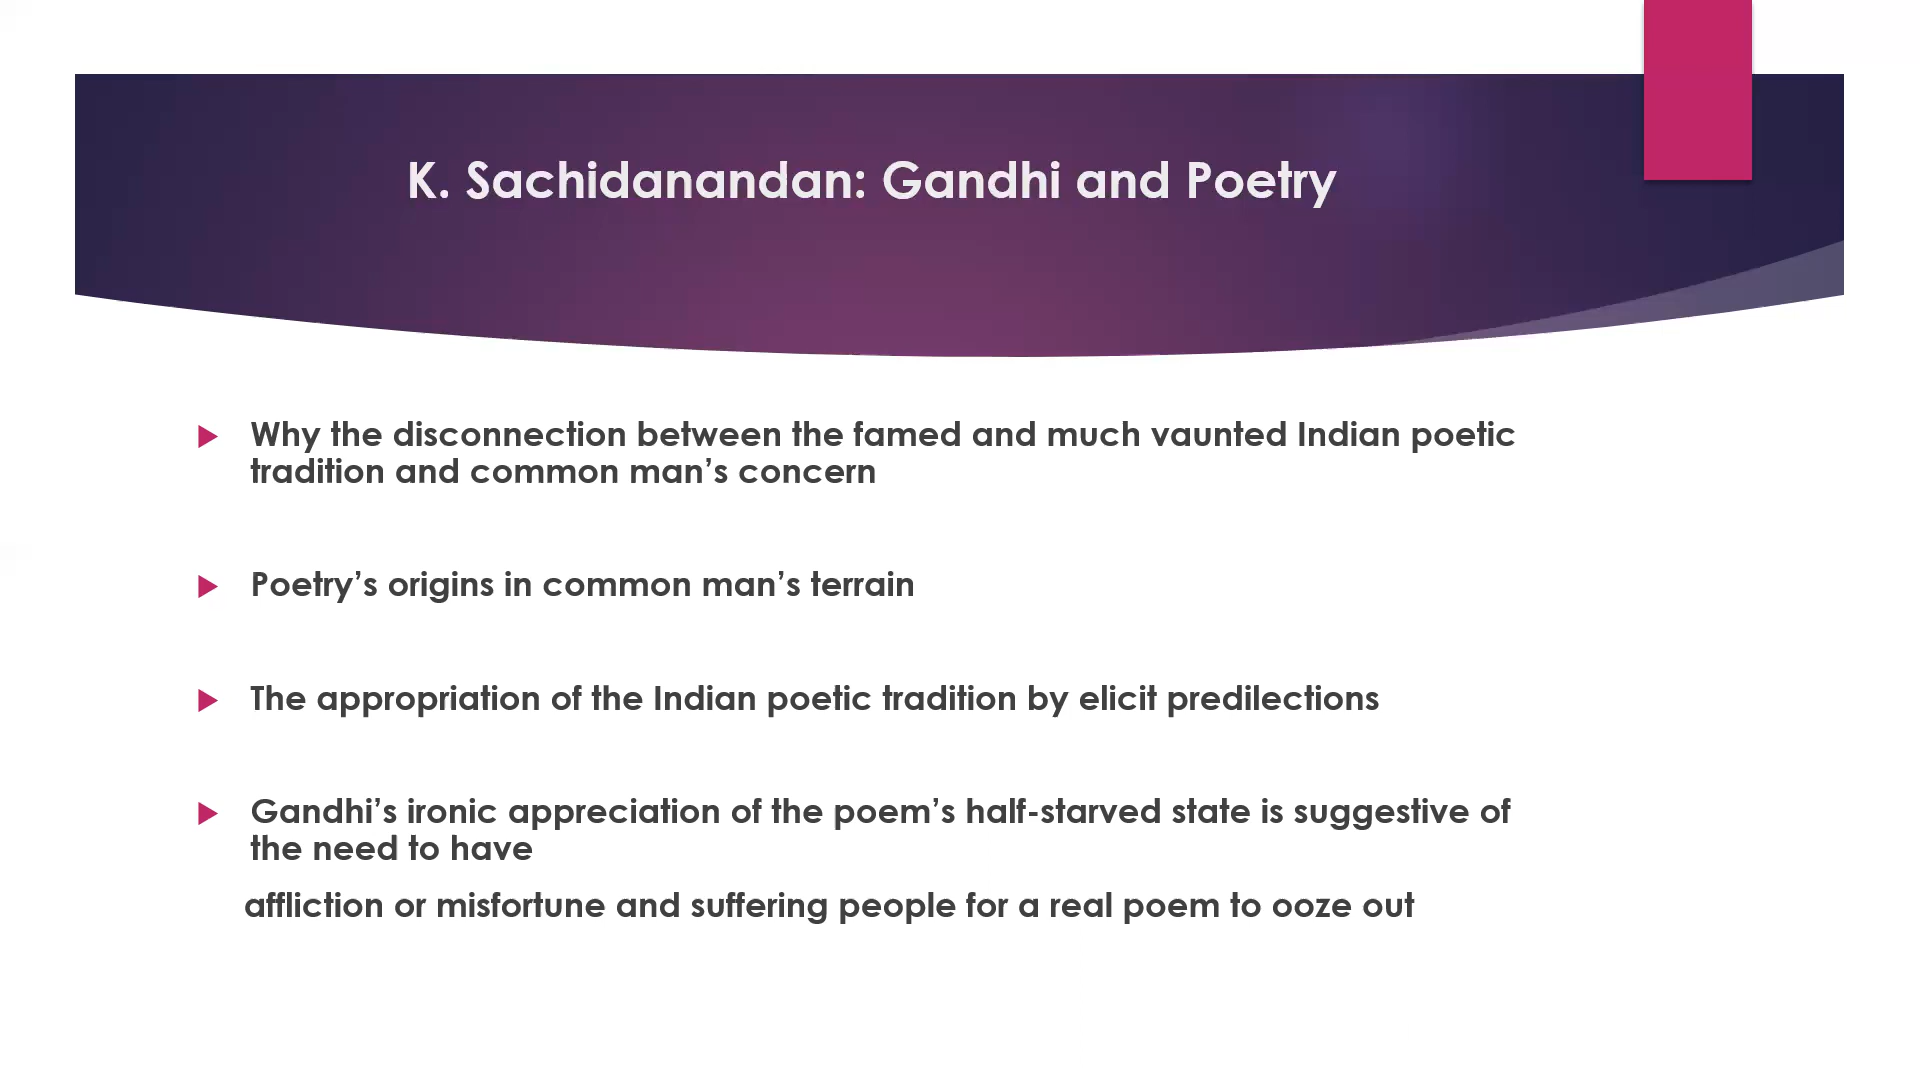 K. Sachidanandan: Gandhi and Poetry
Why the disconnection between the famed and much vaunted Indian poetic
tradition and common man’s concern
Poetry’s origins in common man’s terrain
The appropriation of the Indian poetic tradition by elicit predilections
Gandhi’s ironic appreciation of the poem’s half-starved state is suggestive of
the need to have
affliction or misfortune and suffering people for a real poem to ooze out